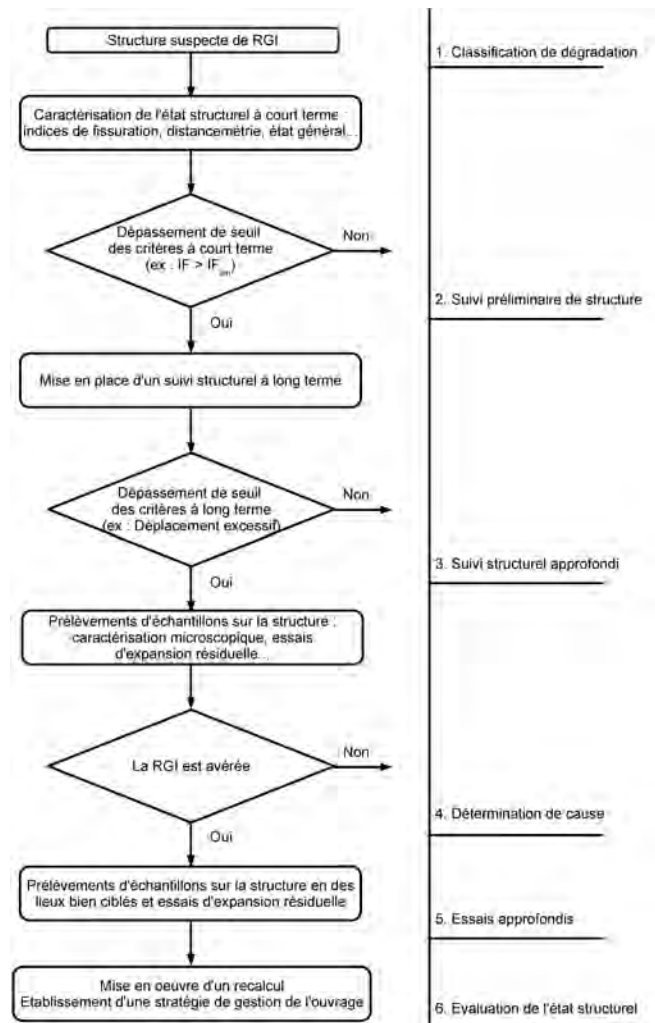 Structure suspecte de RGI
1. Classification de dégradation
Caractérisation de l'état structurel à court terme
indices de fissuration, distancemétrie, état général...
Dépassement de seuil
des critères à court terme
(ex : IF > IF
Non
2. Suivi préliminaire de structure
Oui
Mise en place d'un suivi structurel à long terme
Dépassement de seuil
des critères à long terme
(ex : Déplacement excessif)
Non
3. Suivi structurel approfondi
Oui
Prélèvements d'échantillons sur la structure :
caractérisation microscopique, essais
d'expansion résiduelle...
La RGI est avérée
Non
4. Détermination de cause
Oui
Prélèvements d'échantillons sur la structure en des
lieux bien ciblés et essais d'expansion résiduelle
5. Essais approfondis
Mise en oeuvre d'un recalcul
Etablissement d'une stratégie de gestion de l'ouvrage
6. Evaluation de l'état structurel